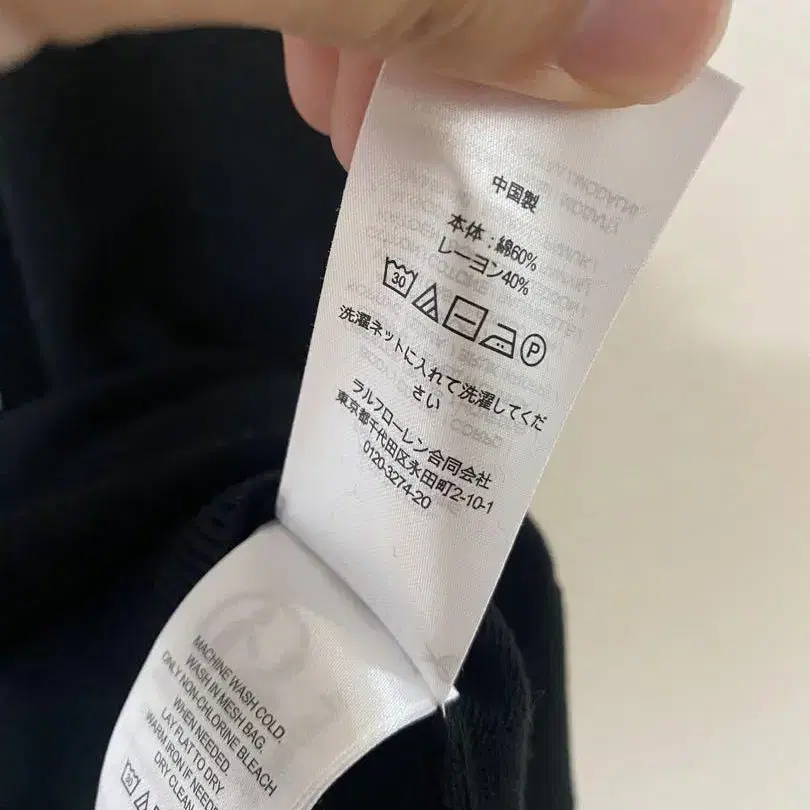 中国製
本体 : 綿60%
レーヨン40%
30 P
洗濯ネットに入れて洗濯してくだ
さい
ラルフローレン合同会社
東京都千代田区永田町2-10-1
0120-3274-20
MACHINE WASH COLD.
WASH IN MESH BAG.
ONLY NON-CHLORINE BLEACH
WHEN NEEDED.
LAY FLAT TO DRY
WARM IRON IF NEEDED
DRY CLEAN
30